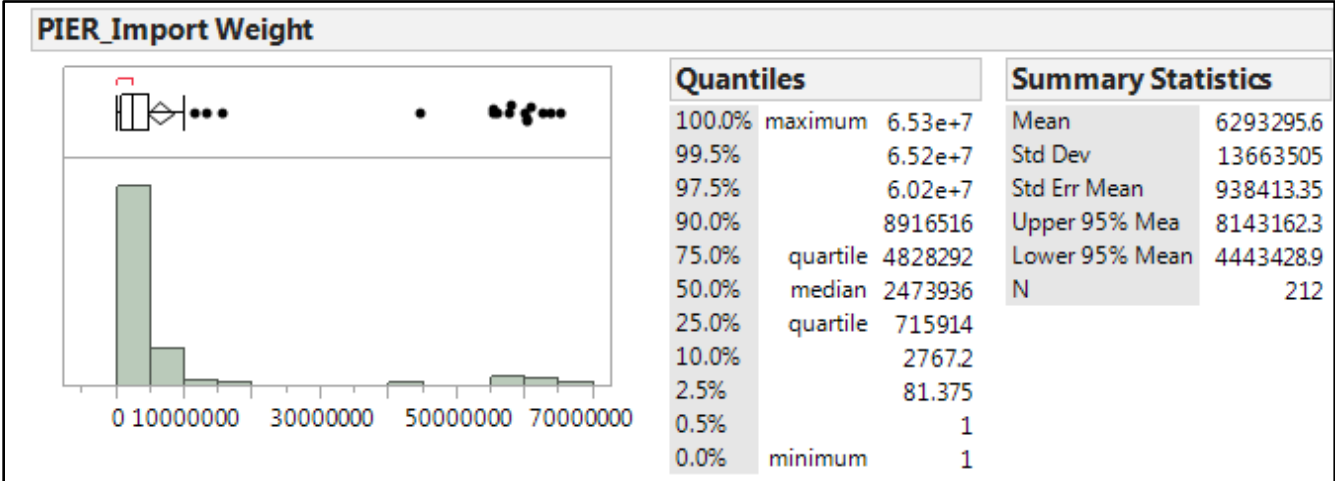 PIER_Import Weight
0 10000000 30000000 50000000 70000000
Quantiles
100.0% maximum 6.53e+7
99.5% 6.52e+7
97.5% 6.02e+7
90.0% 8916516
75.0% quartile 4828292
50.0% median 2473936
25.0% quartile 715914
10.0% 2767.2
2.5% 81.375
0.5% 1
0.0% minimum 1
Summary Statistics
Mean 6293295.6
Std Dev 13663505
Std Err Mean 938413.35
Upper 95% Mea 8143162.3
Lower 95% Mean 4443428.9
N 212